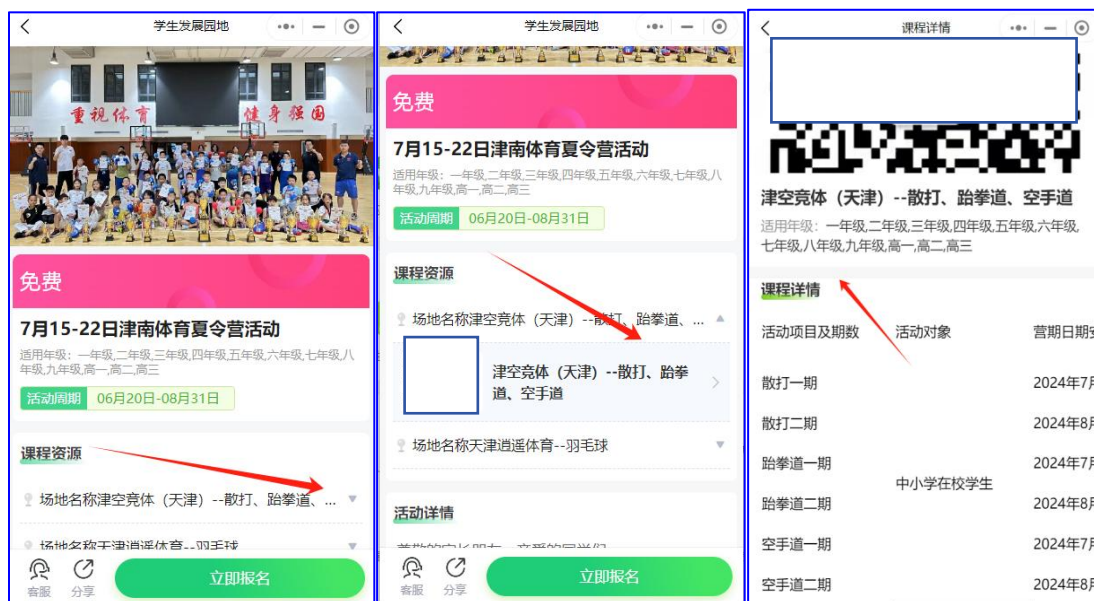 学生发展园地
重视体育 健身强国
免费
7月15-22日津南体育夏令营活动
适用年级：一年级,二年级,三年级,四年级,五年级,六年级,七年级,八
年级,九年级,高一,高二,高三
活动周期 06月20日-08月31日
课程资源
场地名称津空竞体（天津）--散打、跆拳道、...
场地名称天津逍遥体育--羽毛球
客服
分享
立即报名
学生发展园地
免费
7月15-22日津南体育夏令营活动
适用年级：一年级,二年级,三年级,四年级,五年级,六年级,七年级,八
年级,九年级,高一,高二,高三
活动周期 06月20日-08月31日
课程资源
场地名称津空竞体（天津）--散打、跆拳道、...
津空竞体（天津）--散打、跆拳
道、空手道
场地名称天津逍遥体育--羽毛球
活动详情
客服
分享
立即报名
课程详情
津空竞体（天津）--散打、跆拳道、空手道
适用年级：一年级,二年级,三年级,四年级,五年级,六年级,
七年级,八年级,九年级,高一,高二,高三
课程详情
活动项目及期数 活动对象 营期日期安
散打一期 2024年7月
散打二期 2024年8月
跆拳道一期 2024年7月
中小学在校学生
跆拳道二期 2024年8月
空手道一期 2024年7月
空手道二期 2024年8月